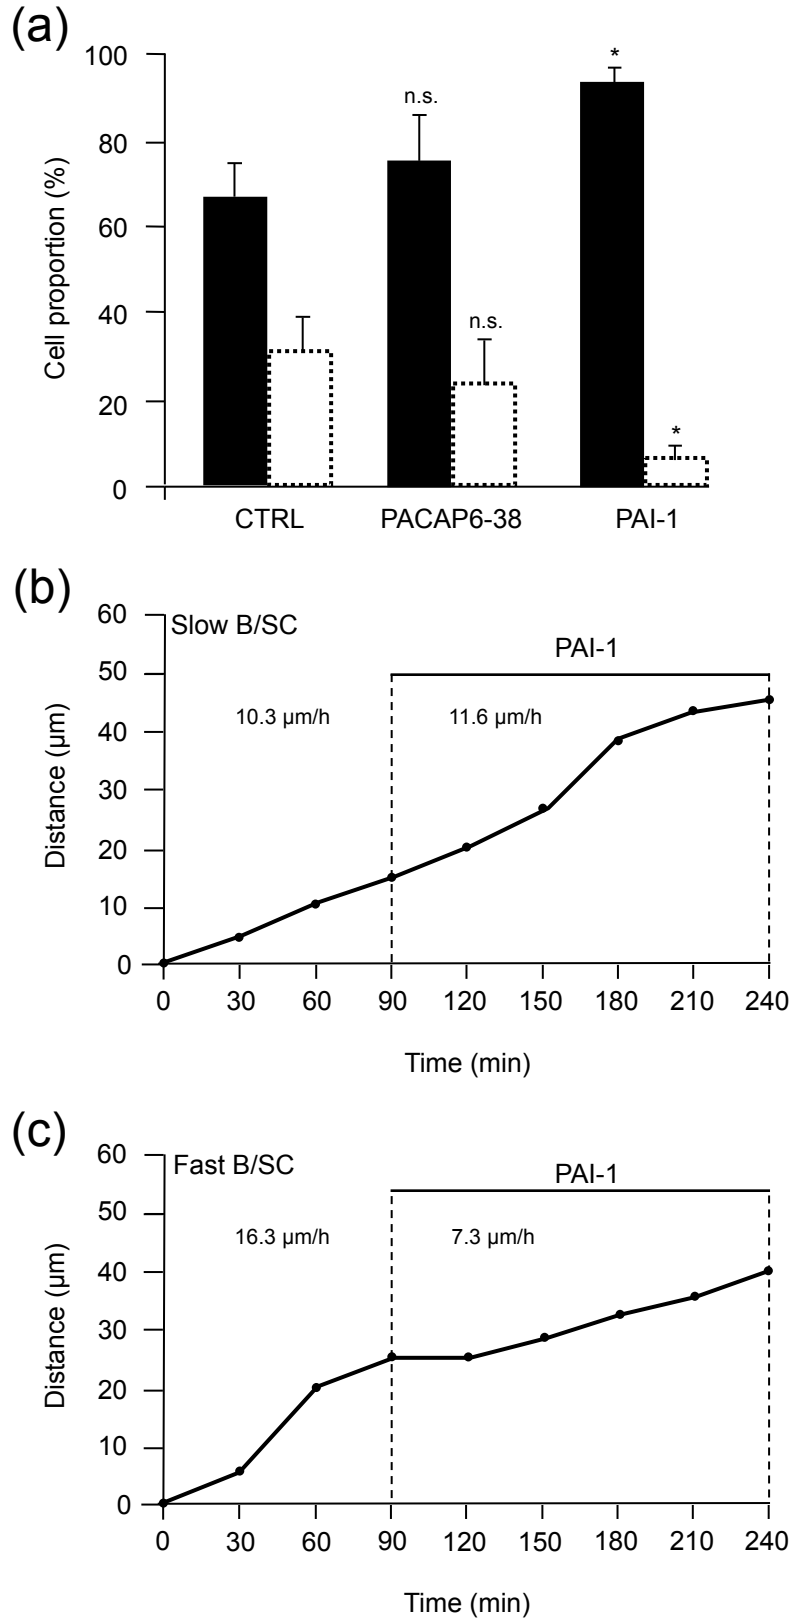 (a)
Cell proportion (%)
100
80
60
40
20
0
n.s.
n.s.
*
*
CTRL
PACAP6-38
PAI-1
(b)
Slow B/SC
PAI-1
10.3 µm/h
11.6 µm/h
Distance (µm)
60
50
40
30
20
10
0
0 30 60 90 120 150 180 210 240
Time (min)
(c)
Fast B/SC
PAI-1
16.3 µm/h
7.3 µm/h
Distance (µm)
60
50
40
30
20
10
0
0 30 60 90 120 150 180 210 240
Time (min)